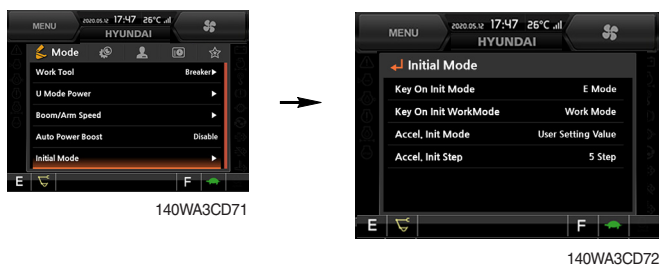 MENU
2020.05.12 17:47 26°C
HYUNDAI
Mode
Work Tool Breaker▶
U Mode Power ▶
Boom/Arm Speed ▶
Auto Power Boost Disable
Initial Mode ▶
E F
140WA3CD71
MENU
2020.05.12 17:47 26°C
HYUNDAI
Initial Mode
Key On Init Mode E Mode
Key On Init WorkMode Work Mode
Accel, Init Mode User Setting Value
Accel, Init Step 5 Step
E F
140WA3CD72